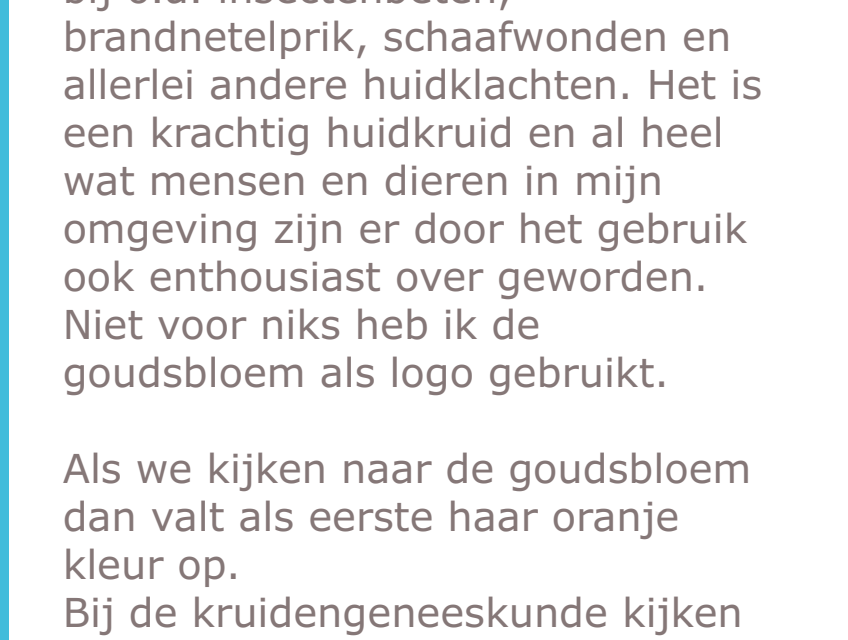 bij o.a. insectenbeten,
brandnetelprik, schaafwonden en
allerlei andere huidklachten. Het is
een krachtig huidkruid en al heel
wat mensen en dieren in mijn
omgeving zijn er door het gebruik
ook enthousiast over geworden.
Niet voor niks heb ik de
goudsbloem als logo gebruikt.

Als we kijken naar de goudsbloem
dan valt als eerste haar oranje
kleur op.
Bij de kruidengeneeskunde kijken